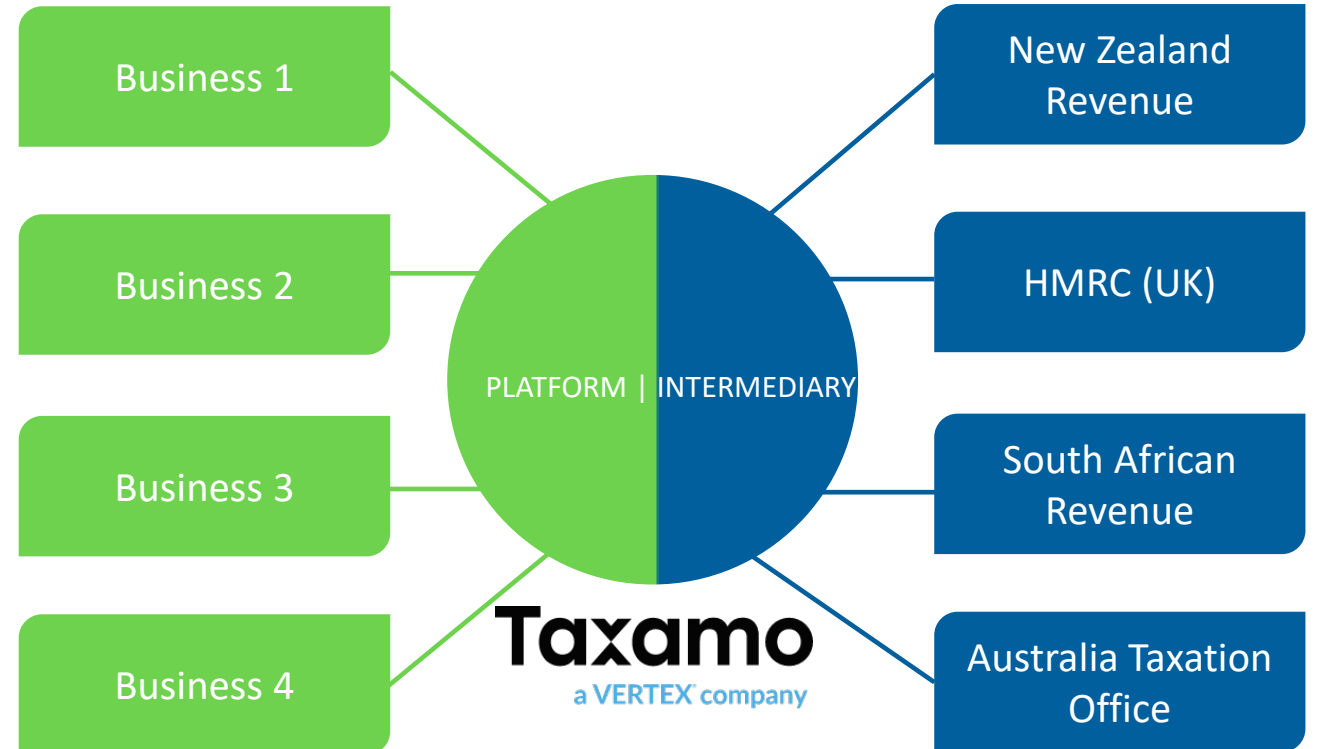 Business 1
Business 2
Business 3
Business 4
PLATFORM | INTERMEDIARY
Taxamo
a VERTEX company
New Zealand
Revenue
HMRC (UK)
South African
Revenue
Australia Taxation
Office